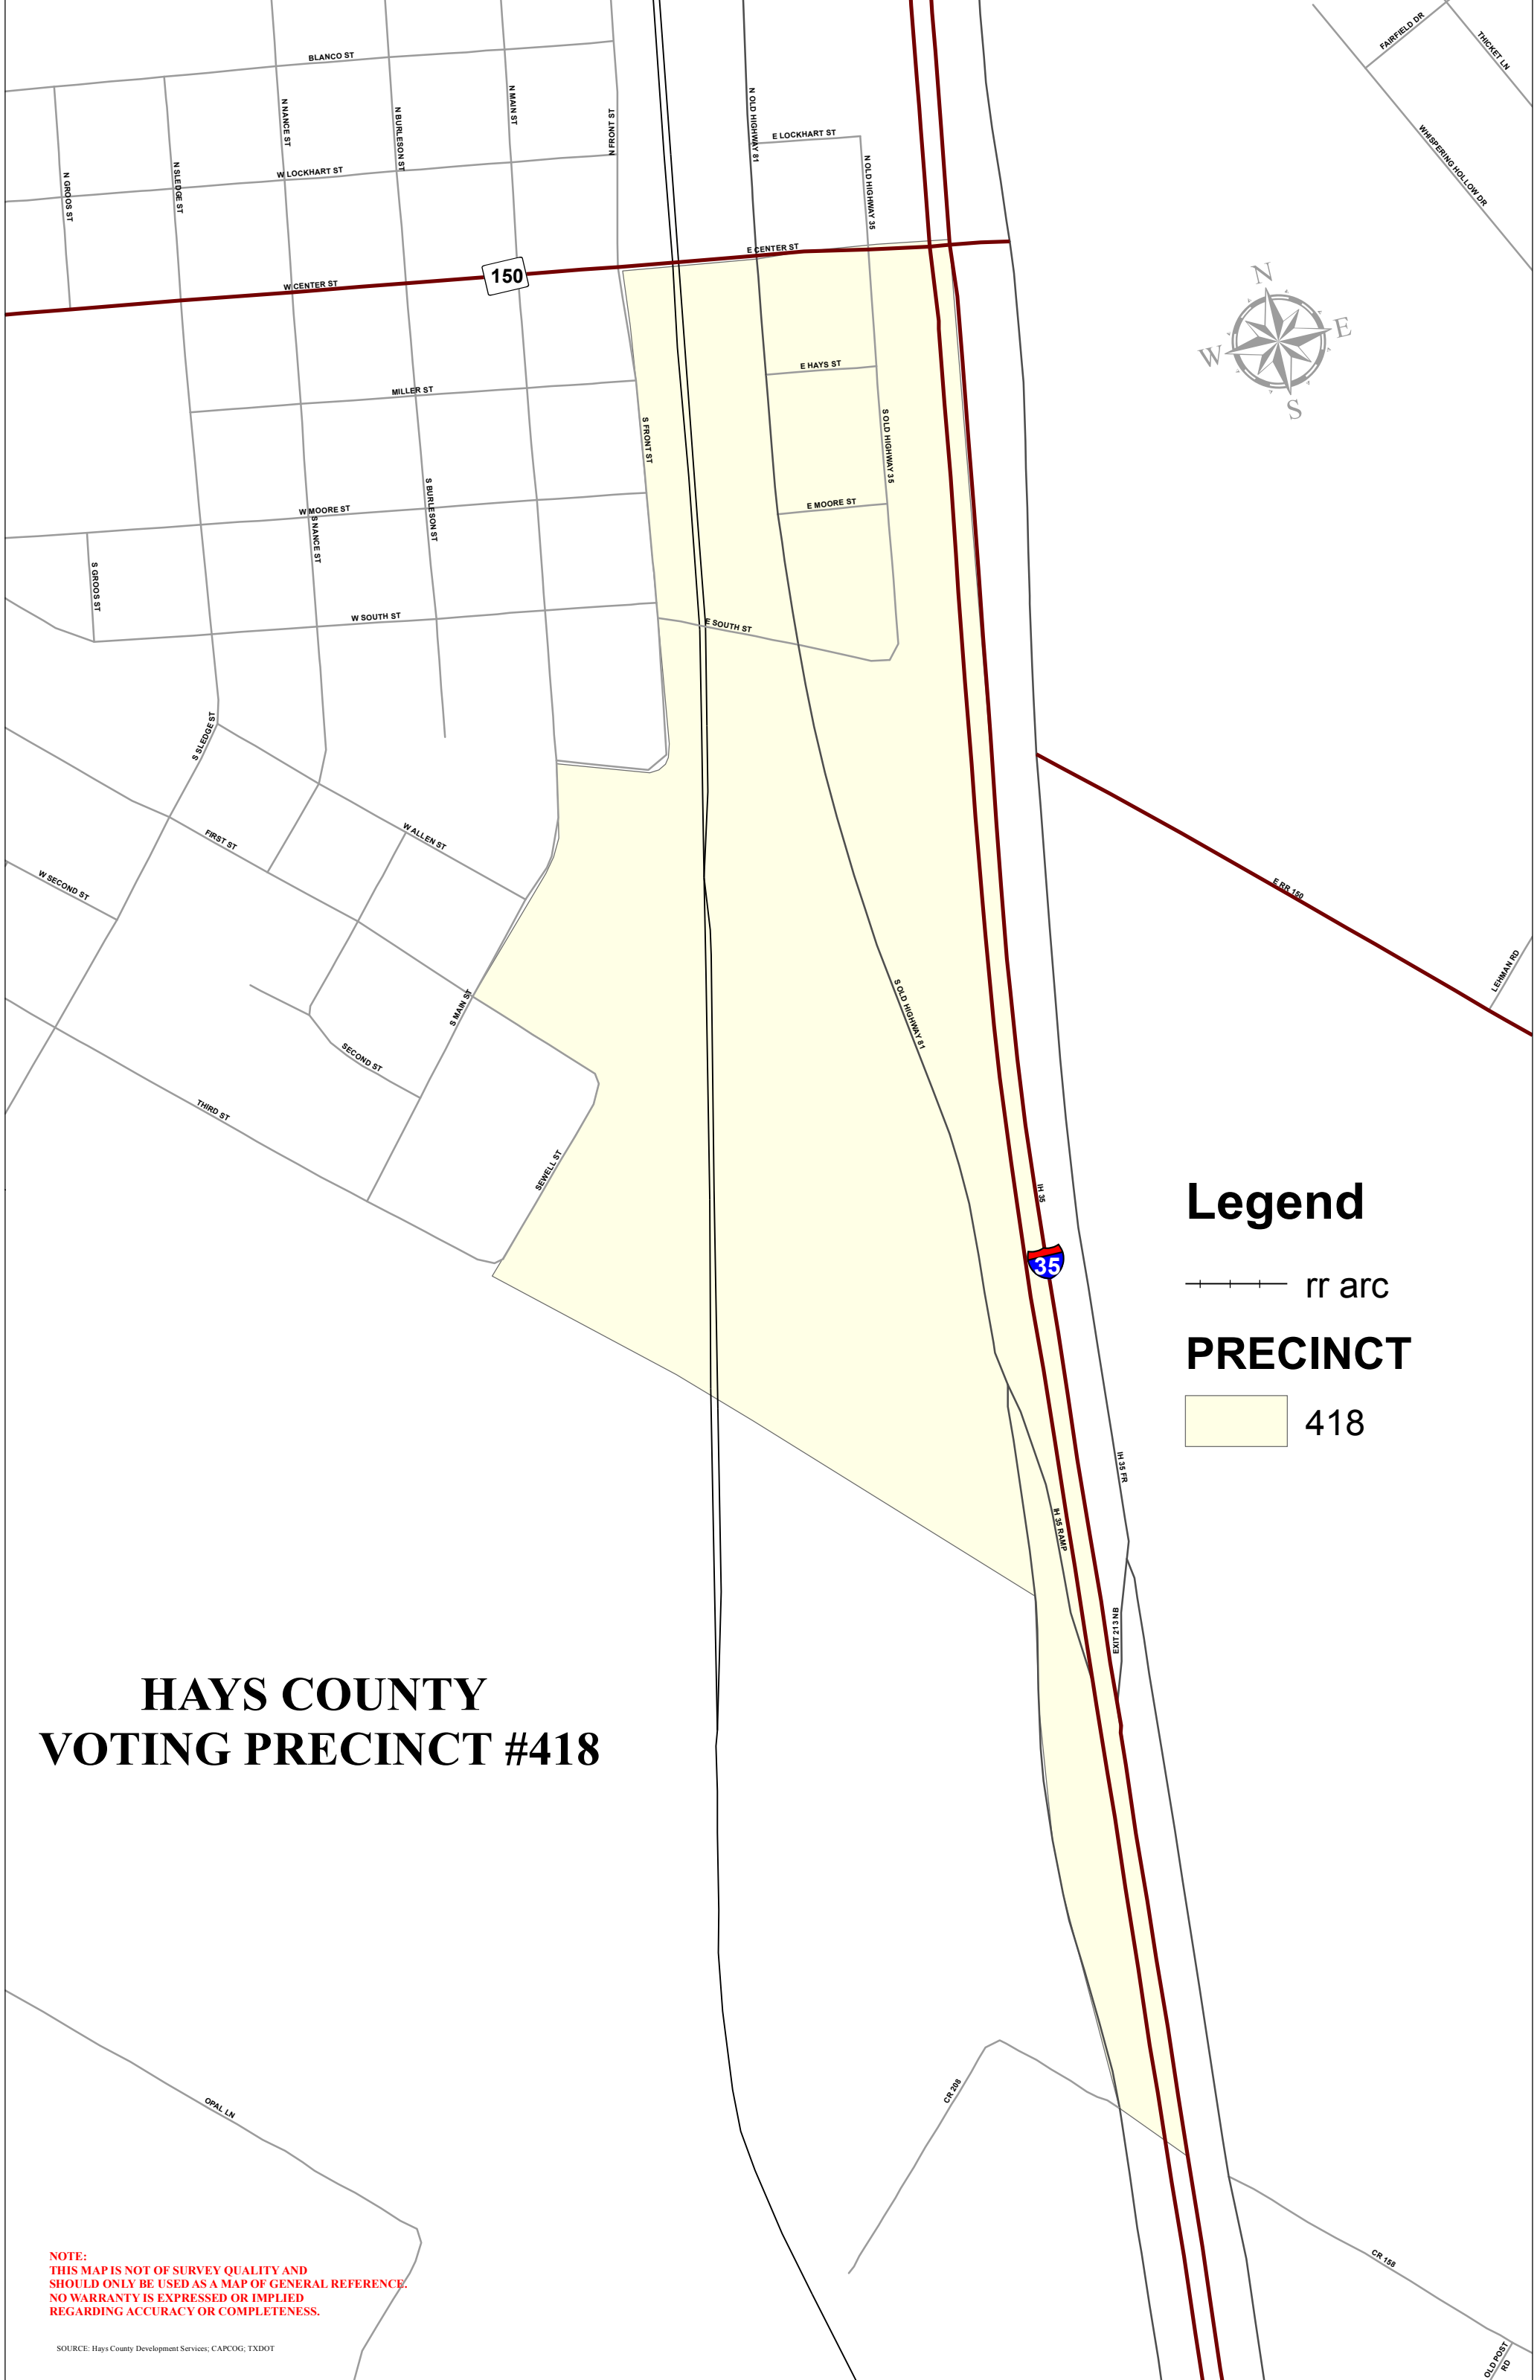 BLANCO ST
FAIRFIELD DR
THICKET LN
N NANCE ST
N BURLESON ST
N MAIN ST
N FRONT ST
N OLD HIGHWAY 81
E LOCKHART ST
WHISPERING HOLLOW DR
N GROOS ST
N SLEDGE ST
W LOCKHART ST
N OLD HIGHWAY 35
E CENTER ST
150
W CENTER ST
N
E
W
S
E HAYS ST
MILLER ST
S FRONT ST
S OLD HIGHWAY 35
S BURLESON ST
E MOORE ST
W MOORE ST
S NANCE ST
S GROOS ST
W SOUTH ST
E SOUTH ST
S SLEDGE ST
FIRST ST
W ALLEN ST
W SECOND ST
E RR 150
LEHMAN RD
S MAIN ST
S OLD HIGHWAY 81
SECOND ST
THIRD ST
SEWELL ST
IH 35
35
Legend
rr arc
PRECINCT
418
IH 35 FR
IH 35 RAMP
EXIT 213 NB
HAYS COUNTY
VOTING PRECINCT #418
CR 208
OPAL LN
CR 158
OLD POST
RD
NOTE:
THIS MAP IS NOT OF SURVEY QUALITY AND
SHOULD ONLY BE USED AS A MAP OF GENERAL REFERENCE.
NO WARRANTY IS EXPRESSED OR IMPLIED
REGARDING ACCURACY OR COMPLETENESS.
SOURCE: Hays County Development Services; CAPCOG; TXDOT